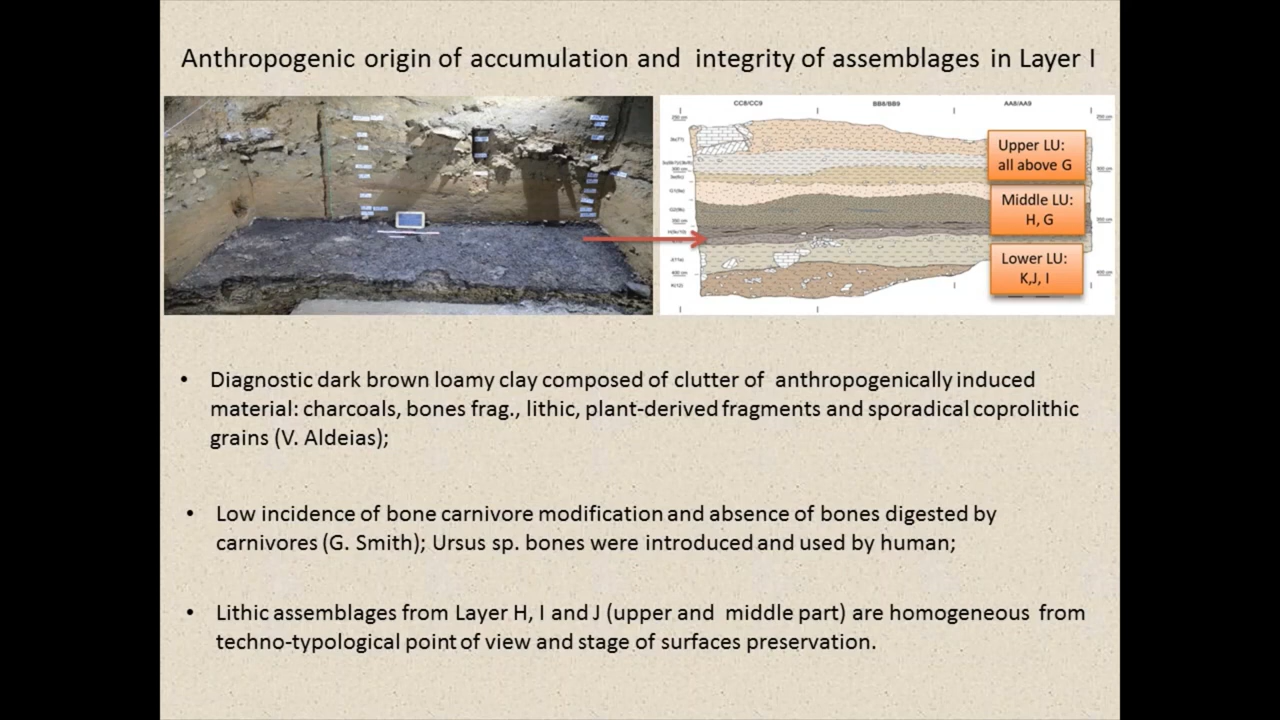 Anthropogenic origin of accumulation and integrity of assemblages in Layer I
CC8/CC9
BB8/BB9
AA8/AA9
Upper LU:
all above G
Middle LU:
H, G
Lower LU:
K,J, I
• Diagnostic dark brown loamy clay composed of clutter of anthropogenically induced
material: charcoals, bones frag., lithic, plant-derived fragments and sporadical coprolithic
grains (V. Aldeias);
• Low incidence of bone carnivore modification and absence of bones digested by
carnivores (G. Smith); Ursus sp. bones were introduced and used by human;
• Lithic assemblages from Layer H, I and J (upper and middle part) are homogeneous from
techno-typological point of view and stage of surfaces preservation.